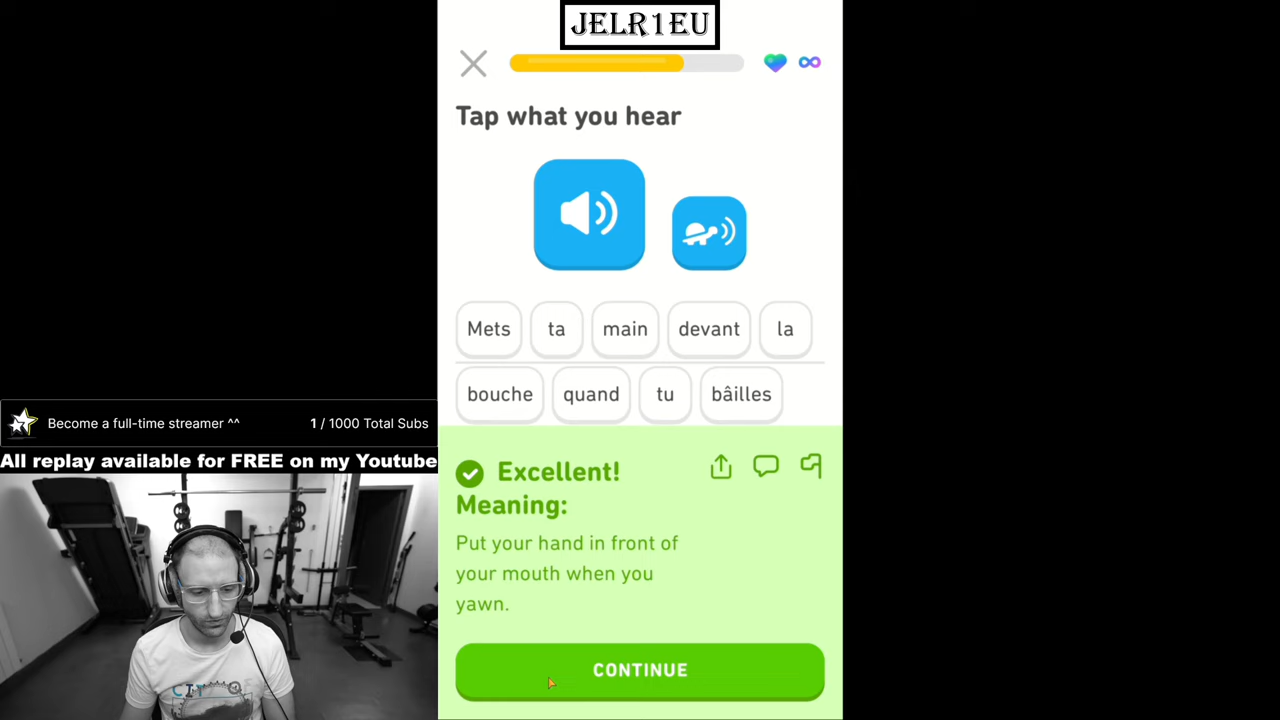 JELR1EU
Tap what you hear
Mets ta main devant la
bouche quand tu bâilles
Become a full-time streamer ^^ 1 / 1000 Total Subs
All replay available for FREE on my Youtube
Excellent!
Meaning:
Put your hand in front of
your mouth when you
yawn.
CONTINUE